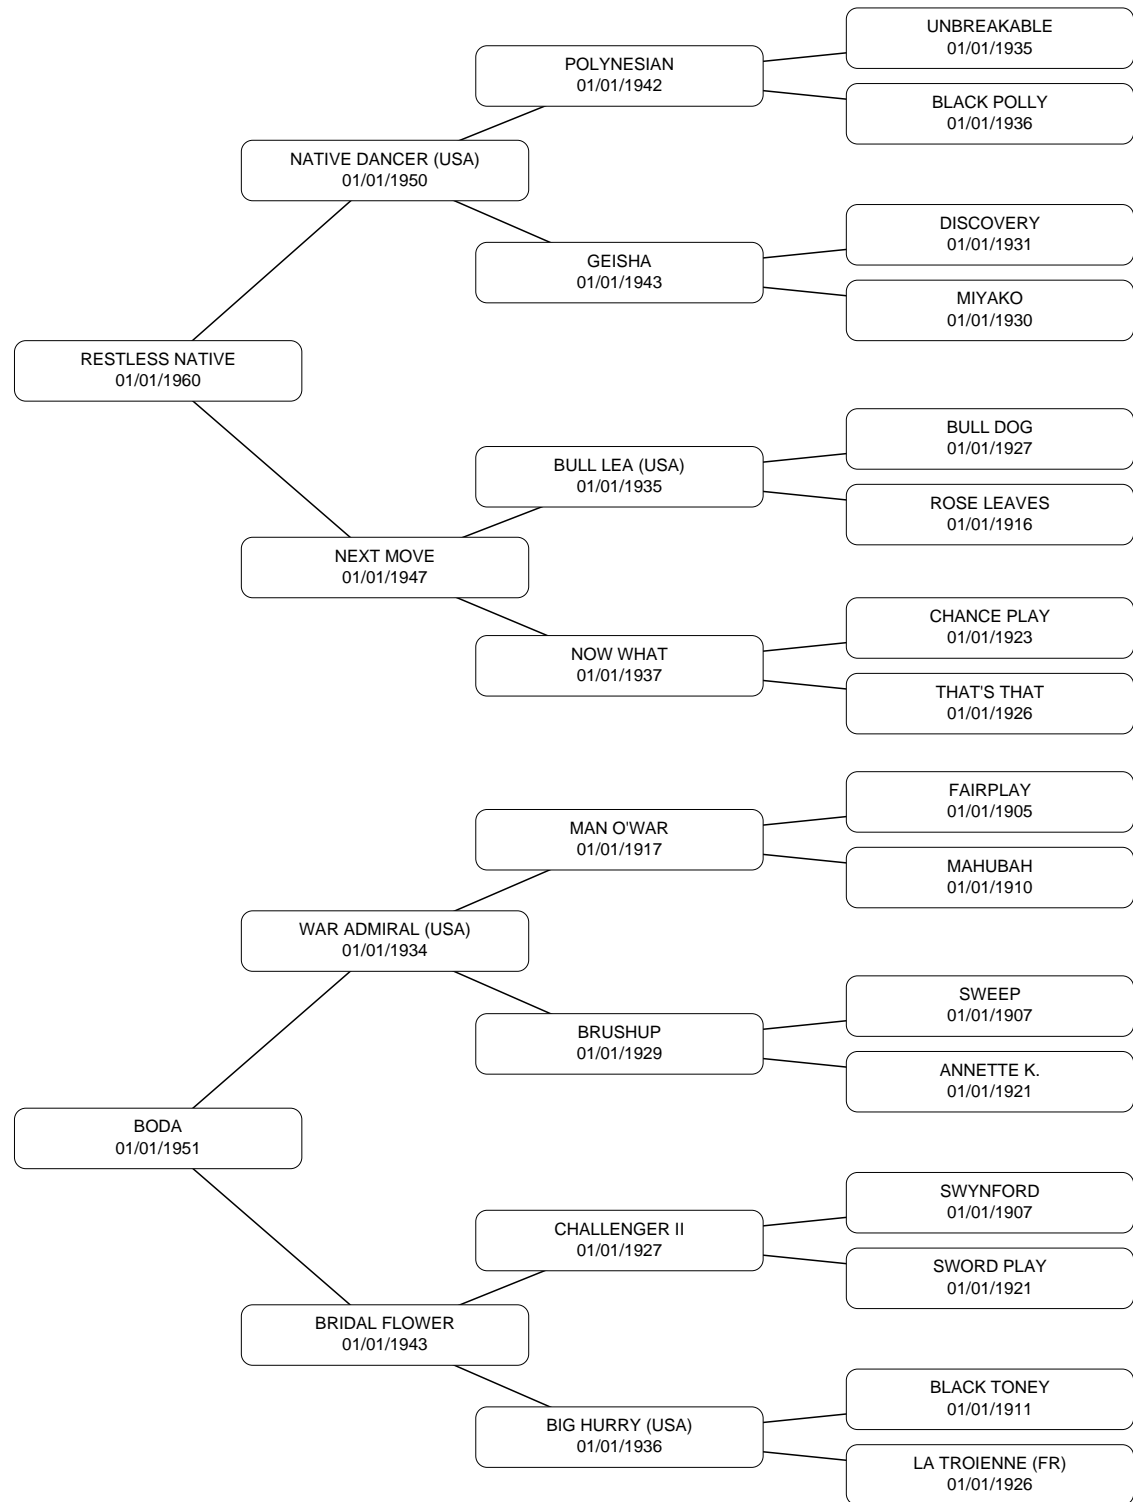 UNBREAKABLE
01/01/1935
POLYNESIAN
01/01/1942
BLACK POLLY
01/01/1936
NATIVE DANCER (USA)
01/01/1950
DISCOVERY
01/01/1931
GEISHA
01/01/1943
MIYAKO
01/01/1930
RESTLESS NATIVE
01/01/1960
BULL DOG
01/01/1927
BULL LEA (USA)
01/01/1935
ROSE LEAVES
01/01/1916
NEXT MOVE
01/01/1947
CHANCE PLAY
01/01/1923
NOW WHAT
01/01/1937
THAT'S THAT
01/01/1926
FAIRPLAY
01/01/1905
MAN O'WAR
01/01/1917
MAHUBAH
01/01/1910
WAR ADMIRAL (USA)
01/01/1934
SWEEP
01/01/1907
BRUSHUP
01/01/1929
ANNETTE K.
01/01/1921
BODA
01/01/1951
SWYNFORD
01/01/1907
CHALLENGER II
01/01/1927
SWORD PLAY
01/01/1921
BRIDAL FLOWER
01/01/1943
BLACK TONEY
01/01/1911
BIG HURRY (USA)
01/01/1936
LA TROIENNE (FR)
01/01/1926